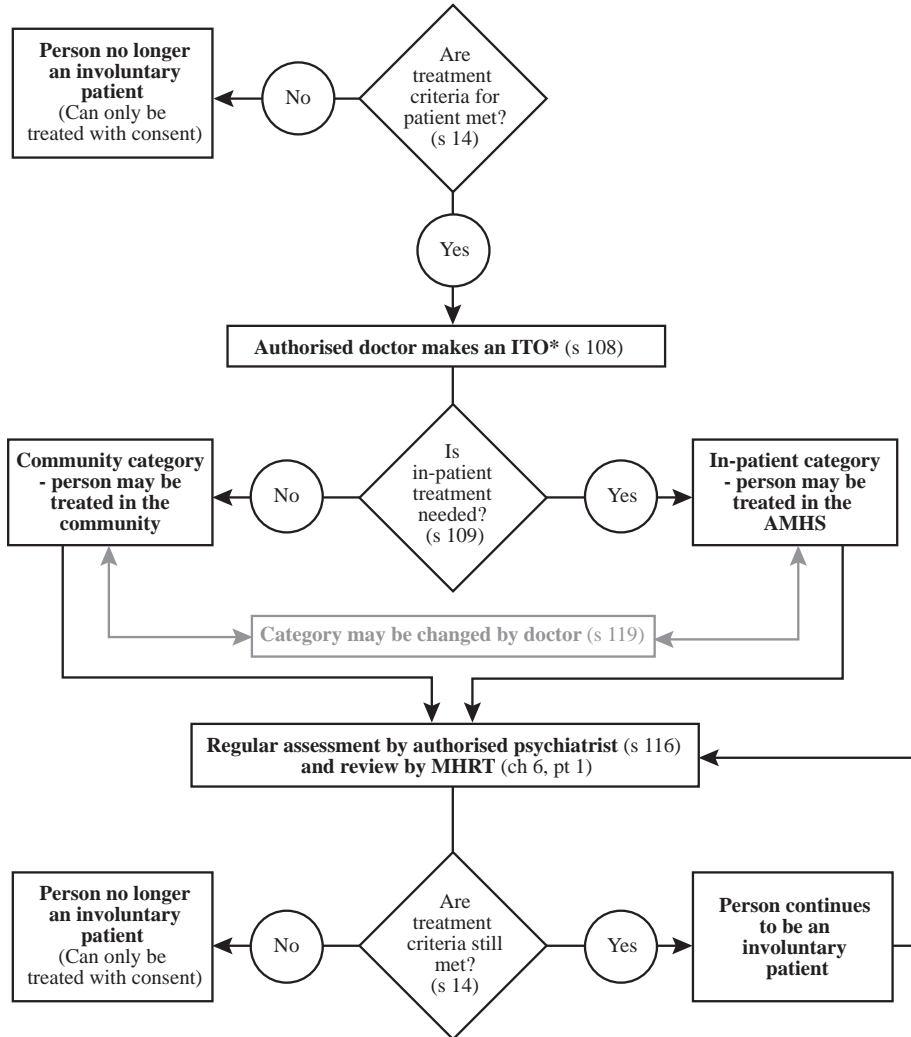 Person no longer
an involuntary
patient
(Can only be
treated with consent)
No
Are
treatment
criteria for
patient met?
(s 14)
Yes
Authorised doctor makes an ITO* (s 108)
Community category
- person may be
treated in the
community
No
Is
in-patient
treatment
needed?
(s 109)
Yes
In-patient category
- person may be
treated in the
AMHS
Category may be changed by doctor (s 119)
Regular assessment by authorised psychiatrist (s 116)
and review by MHRT (ch 6, pt 1)
Person no longer
an involuntary
patient
(Can only be
treated with consent)
No
Are
treatment
criteria still
met?
(s 14)
Yes
Person continues
to be an
involuntary
patient